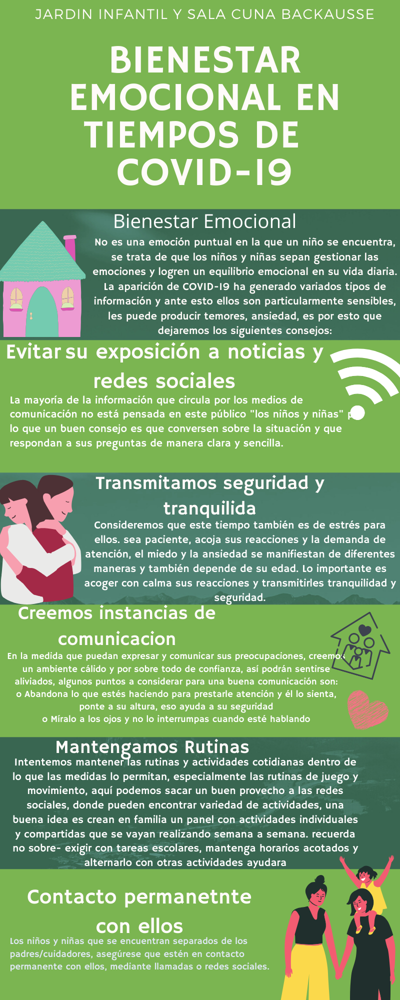 JARDIN INFANTIL Y SALA CUNA BACKAUSSE
BIENESTAR
EMOCIONAL EN
TIEMPOS DE
COVID-19
Bienestar Emocional
No es una emoción puntual en la que un niño se encuentra,
se trata de que los niños y niñas sepan gestionar las
emociones y logren un equilibrio emocional en su vida diaria.
La aparición de COVID-19 ha generado variados tipos de
información y ante esto ellos son particularmente sensibles,
les puede producir temores, ansiedad, es por esto que
dejaremos los siguientes consejos:
Evitar su exposición a noticias y
redes sociales
La mayoría de la información que circula por los medios de
comunicación no está pensada en este público "los niños y niñas"
lo que un buen consejo es que conversen sobre la situación y que
respondan a sus preguntas de manera clara y sencilla.
Transmitamos seguridad y
tranquilida
Consideremos que este tiempo también es de estrés para
ellos. sea paciente, acoja sus reacciones y la demanda de
atención, el miedo y la ansiedad se manifiestan de diferentes
maneras y también depende de su edad. Lo importante es
acoger con calma sus reacciones y transmitirles tranquilidad y
seguridad.
Creemos instancias de
comunicacion
En la medida que puedan expresar y comunicar sus preocupaciones, creemos
un ambiente cálido y por sobre todo de confianza, así podrán sentirse
aliviados, algunos puntos a considerar para una buena comunicación son:
o Abandona lo que estés haciendo para prestarle atención y él lo sienta,
ponte a su altura, eso ayuda a su seguridad
o Míralo a los ojos y no lo interrumpas cuando esté hablando
Mantengamos Rutinas
Intentemos mantener las rutinas y actividades cotidianas dentro de
lo que las medidas lo permitan, especialmente las rutinas de juego y
movimiento, aquí podemos sacar un buen provecho a las redes
sociales, donde pueden encontrar variedad de actividades, una
buena idea es crean en familia un panel con actividades individuales
y compartidas que se vayan realizando semana a semana. recuerda
no sobre- exigir con tareas escolares, mantenga horarios acotados y
alternarlo con otras actividades ayudara
Contacto permanetnte
con ellos
Los niños y niñas que se encuentran separados de los
padres/cuidadores, asegúrese que estén en contacto
permanente con ellos, mediante llamadas o redes sociales.